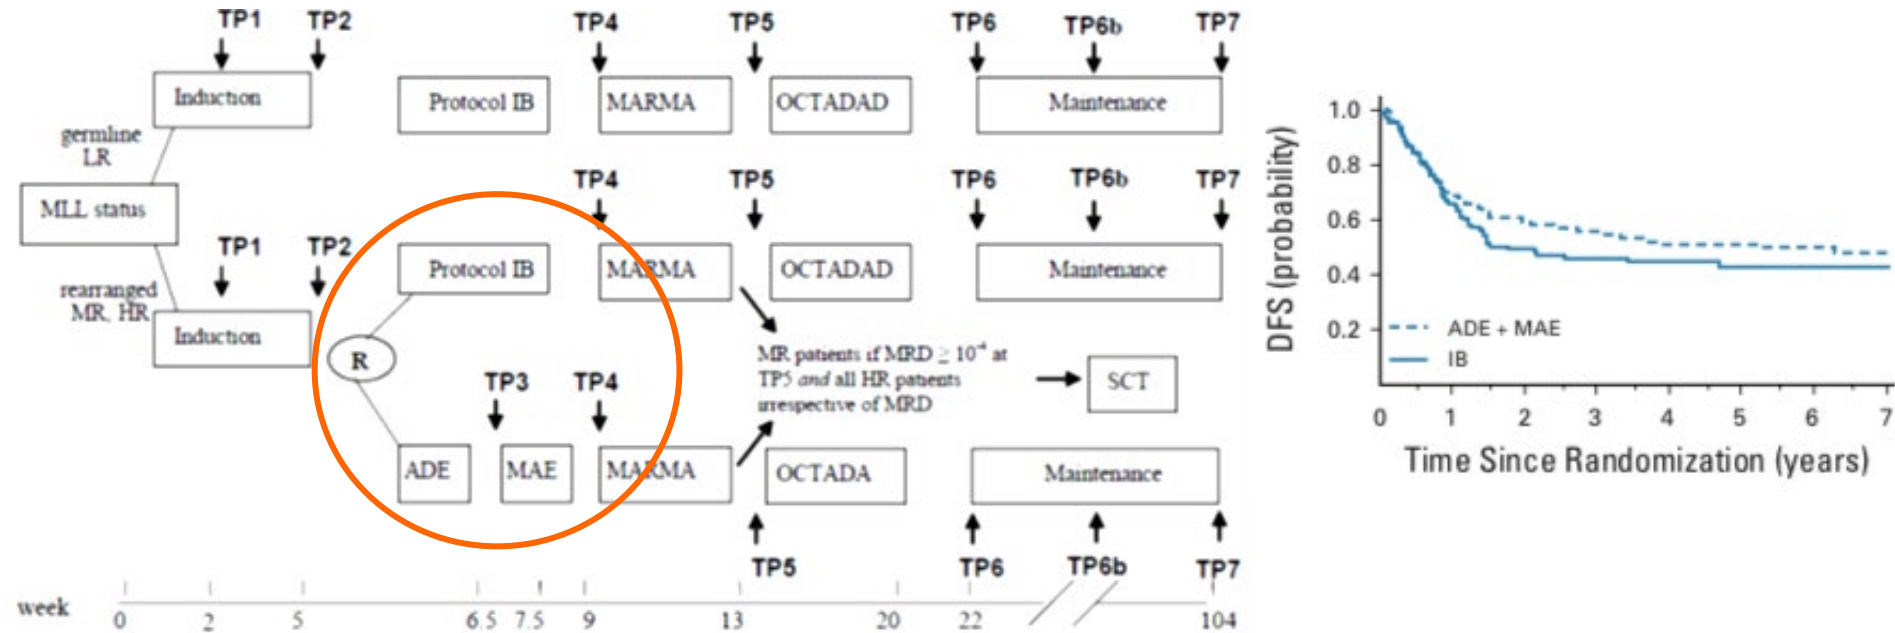 TP1 TP2 TP4 TP5 TP6 TP6b TP7
Induction Protocol IB MARMA OCTADAD Maintenance
germline
LR
TP4 TP5 TP6 TP6b TP7
MLL status
TP1 TP2
Protocol IB MARMA OCTADAD Maintenance
rearranged
MR, HR
Induction
R
MR patients if MRD ≥ 10⁻⁴ at
TP5 and all HR patients
irrespective of MRD
SCT
TP3 TP4
ADE MAE MARMA OCTADA Maintenance
TP5 TP6 TP6b TP7
week
0 2 5 6.5 7.5 9 13 20 22 104
DFS (probability)
1.0
0.8
0.6
0.4
0.2
ADE + MAE
IB
0 1 2 3 4 5 6 7
Time Since Randomization (years)